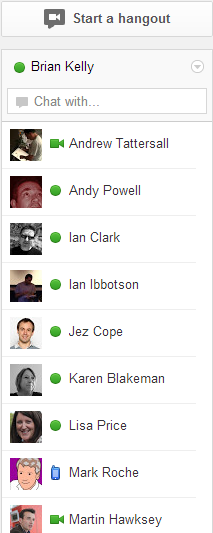 Start a hangout
Brian Kelly
Chat with...
Andrew Tattersall
Andy Powell
Ian Clark
Ian Ibbotson
Jez Cope
Karen Blakeman
Lisa Price
Mark Roche
Martin Hawksey